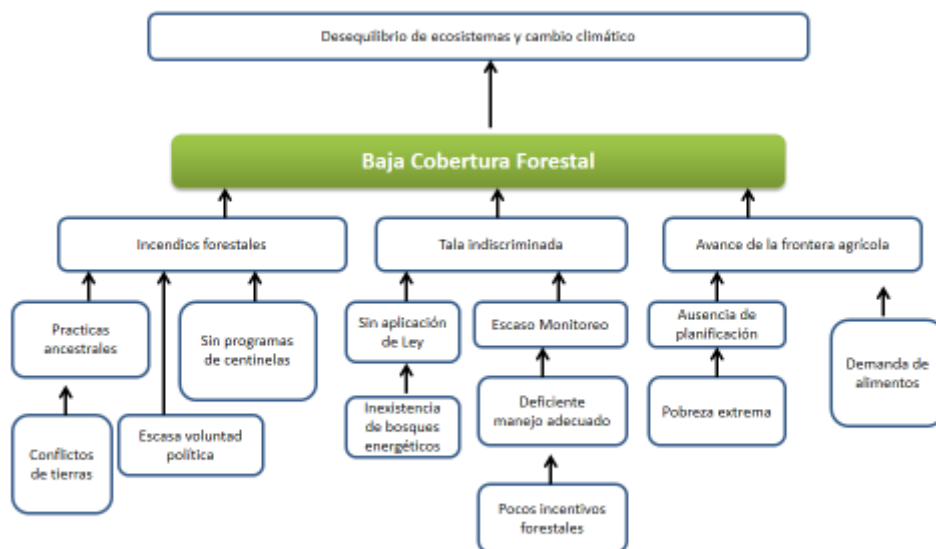 Desequilibrio de ecosistemas y cambio climático
Baja Cobertura Forestal
Incendios forestales
Tala indiscriminada
Avance de la frontera agrícola
Practicas
ancestrales
Sin programas
de centinelas
Sin aplicación
de Ley
Escaso Monitoreo
Ausencia de
planificación
Demanda de
alimentos
Conflictos
de tierras
Escasa voluntad
política
Inexistencia
de bosques
energéticos
Deficiente
manejo adecuado
Pobreza extrema
Pocos incentivos
forestales